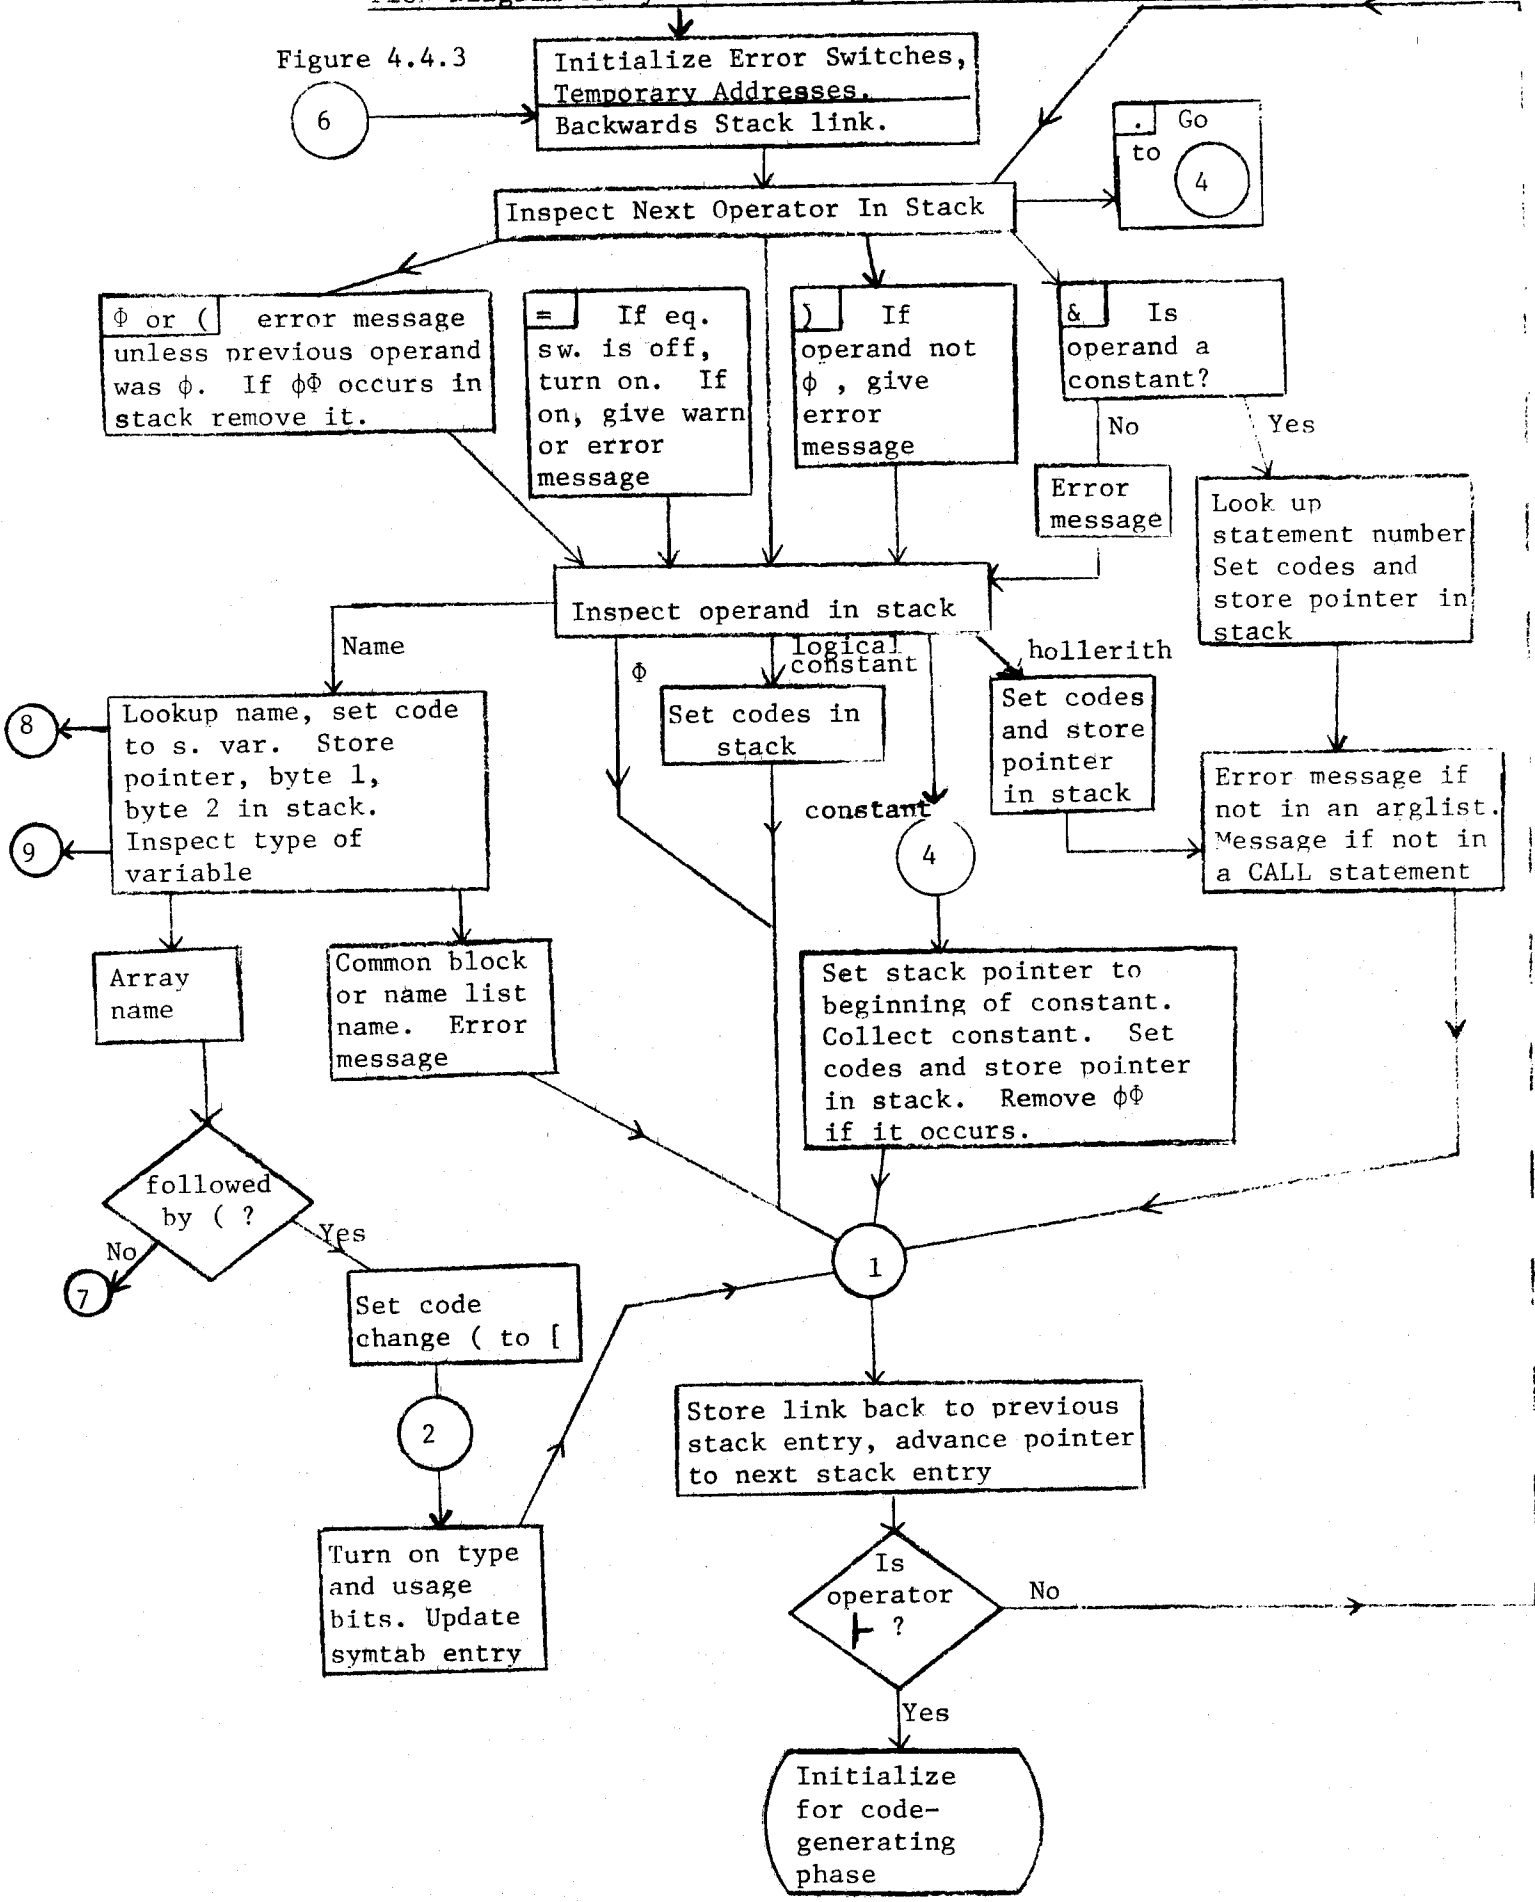 Figure 4.4.3
Initialize Error Switches,
Temporary Addresses.
Backwards Stack link.
6
. Go
to
4
Inspect Next Operator In Stack
Φ or ( error message
unless previous operand
was ϕ. If ϕΦ occurs in
stack remove it.
= If eq.
sw. is off,
turn on. If
on, give warn
or error
message
) If
operand not
ϕ , give
error
message
& Is
operand a
constant?
No
Yes
Error
message
Look up
statement number
Set codes and
store pointer in
stack
Inspect operand in stack
Name
Φ
logical
constant
hollerith
8
Lookup name, set code
to s. var. Store
pointer, byte 1,
byte 2 in stack.
Inspect type of
variable
9
Set codes in
stack
constant
4
Set codes
and store
pointer
in stack
Error message if
not in an arglist.
Message if not in
a CALL statement
Array
name
Common block
or name list
name. Error
message
Set stack pointer to
beginning of constant.
Collect constant. Set
codes and store pointer
in stack. Remove ϕΦ
if it occurs.
followed
by ( ?
Yes
No
7
1
Set code
change ( to [
2
Store link back to previous
stack entry, advance pointer
to next stack entry
Turn on type
and usage
bits. Update
symtab entry
Is
operator
⊢ ?
No
Yes
Initialize
for code-
generating
phase